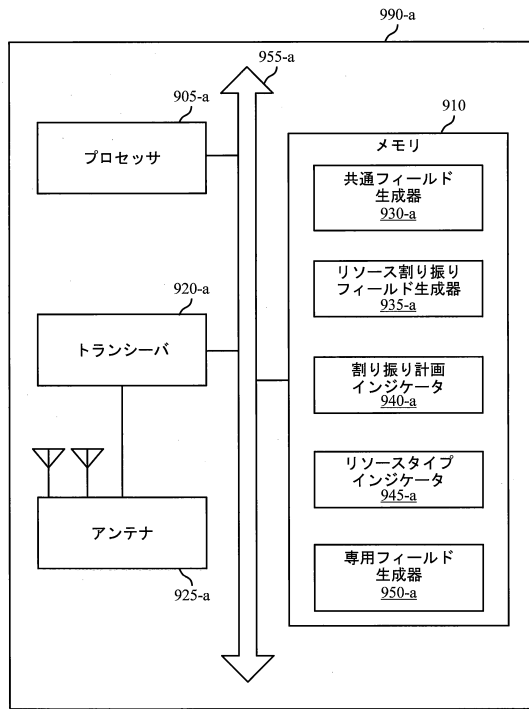 990-a
955-a
905-a
プロセッサ
910
メモリ
共通フィールド
生成器
930-a
リソース割り振り
フィールド生成器
935-a
920-a
トランシーバ
割り振り計画
インジケータ
940-a
リソースタイプ
インジケータ
945-a
アンテナ
925-a
専用フィールド
生成器
950-a